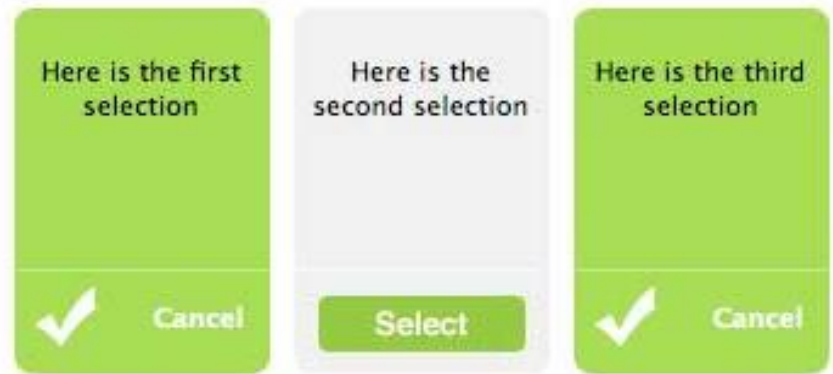 Here is the first
selection
Cancel
Here is the
second selection
Select
Here is the third
selection
Cancel